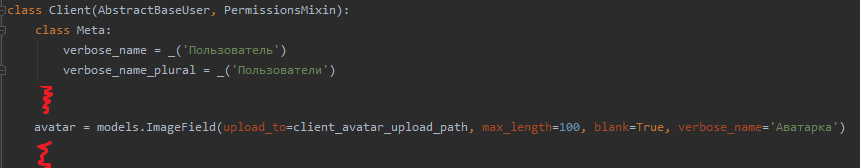 class Client(AbstractBaseUser, PermissionsMixin):
class Meta:
verbose_name = _('Пользователь')
verbose_name_plural = _('Пользователи')
avatar = models.ImageField(upload_to=client_avatar_upload_path, max_length=100, blank=True, verbose_name='Аватарка')